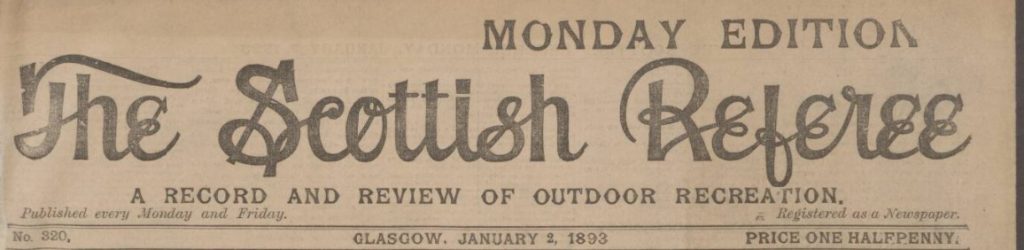 MONDAY EDITION
The Scottish Referee
A RECORD AND REVIEW OF OUTDOOR RECREATION.
Published every Monday and Friday. Registered as a Newspaper.
No. 320. GLASGOW, JANUARY 2, 1893 PRICE ONE HALFPENNY.